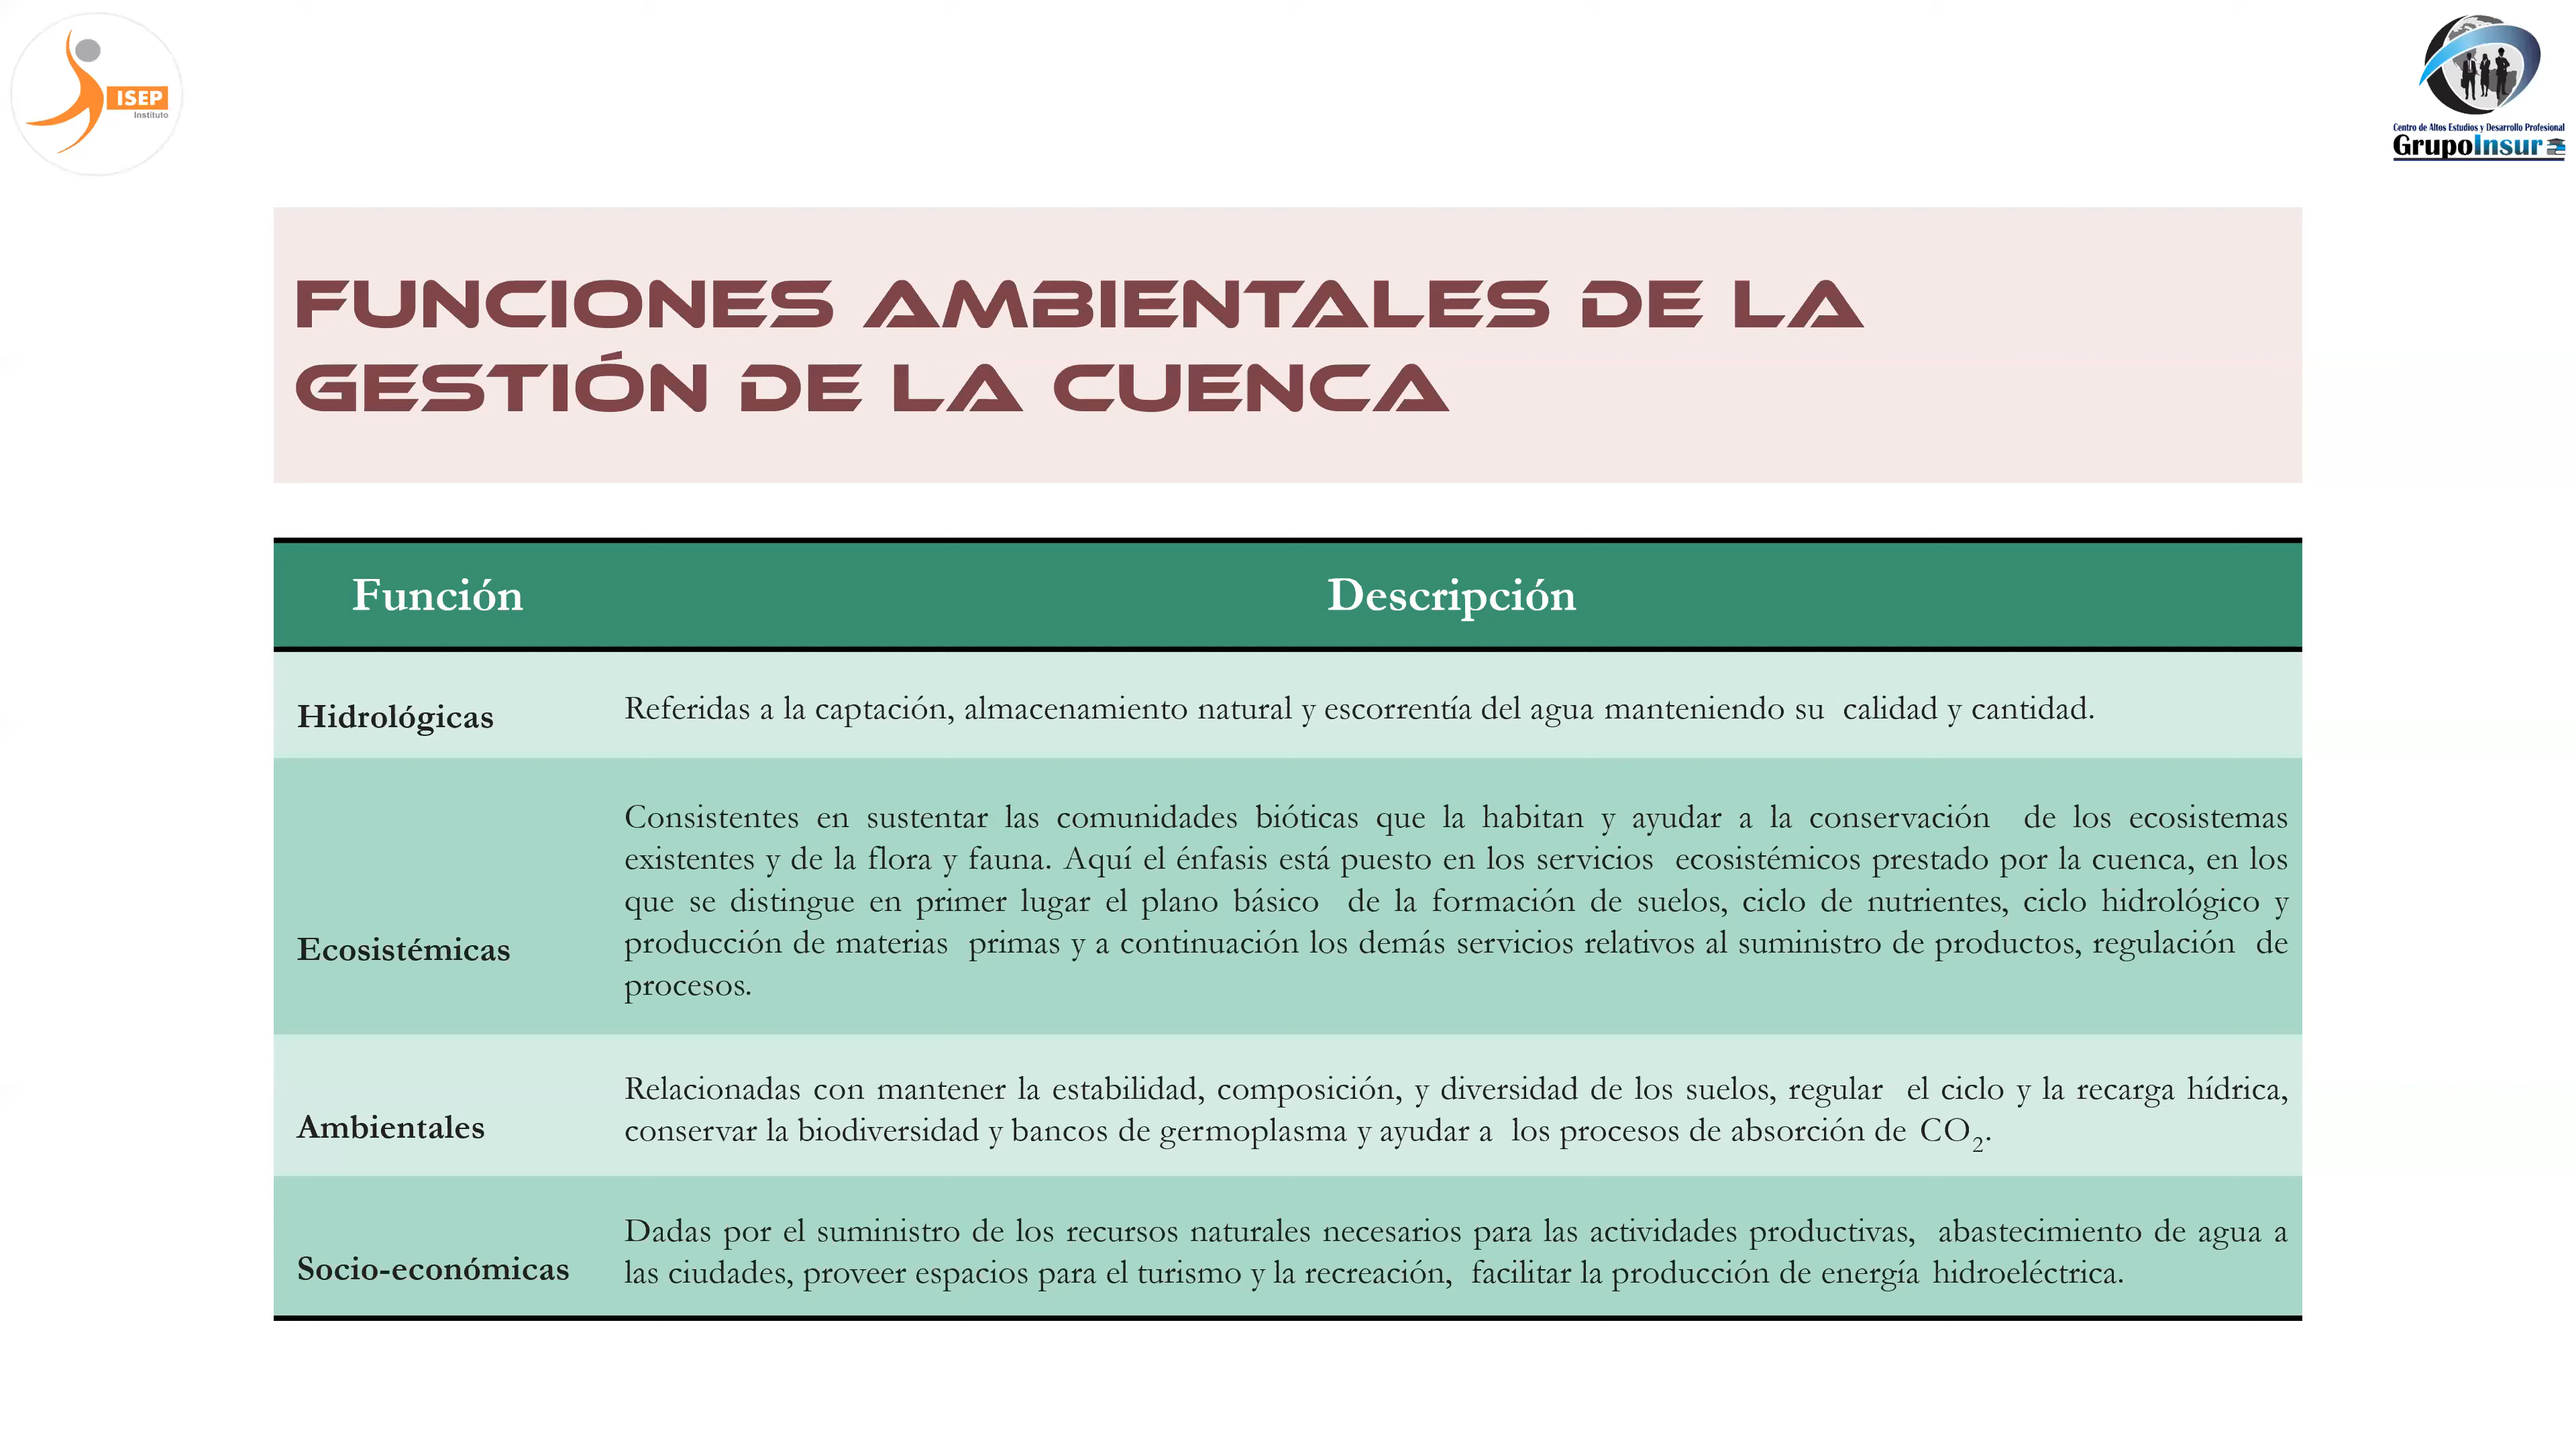 ISEP
Instituto
Centro de Altos Estudios y Desarrollo Profesional
GrupoInsur
FUNCIONES AMBIENTALES DE LA
GESTIÓN DE LA CUENCA
Función Descripción
Hidrológicas Referidas a la captación, almacenamiento natural y escorrentía del agua manteniendo su calidad y cantidad.
Ecosistémicas
Consistentes en sustentar las comunidades bióticas que la habitan y ayudar a la conservación de los ecosistemas
existentes y de la flora y fauna. Aquí el énfasis está puesto en los servicios ecosistémicos prestado por la cuenca, en los
que se distingue en primer lugar el plano básico de la formación de suelos, ciclo de nutrientes, ciclo hidrológico y
producción de materias primas y a continuación los demás servicios relativos al suministro de productos, regulación de
procesos.
Ambientales
Relacionadas con mantener la estabilidad, composición, y diversidad de los suelos, regular el ciclo y la recarga hídrica,
conservar la biodiversidad y bancos de germoplasma y ayudar a los procesos de absorción de CO₂.
Socio-económicas
Dadas por el suministro de los recursos naturales necesarios para las actividades productivas, abastecimiento de agua a
las ciudades, proveer espacios para el turismo y la recreación, facilitar la producción de energía hidroeléctrica.